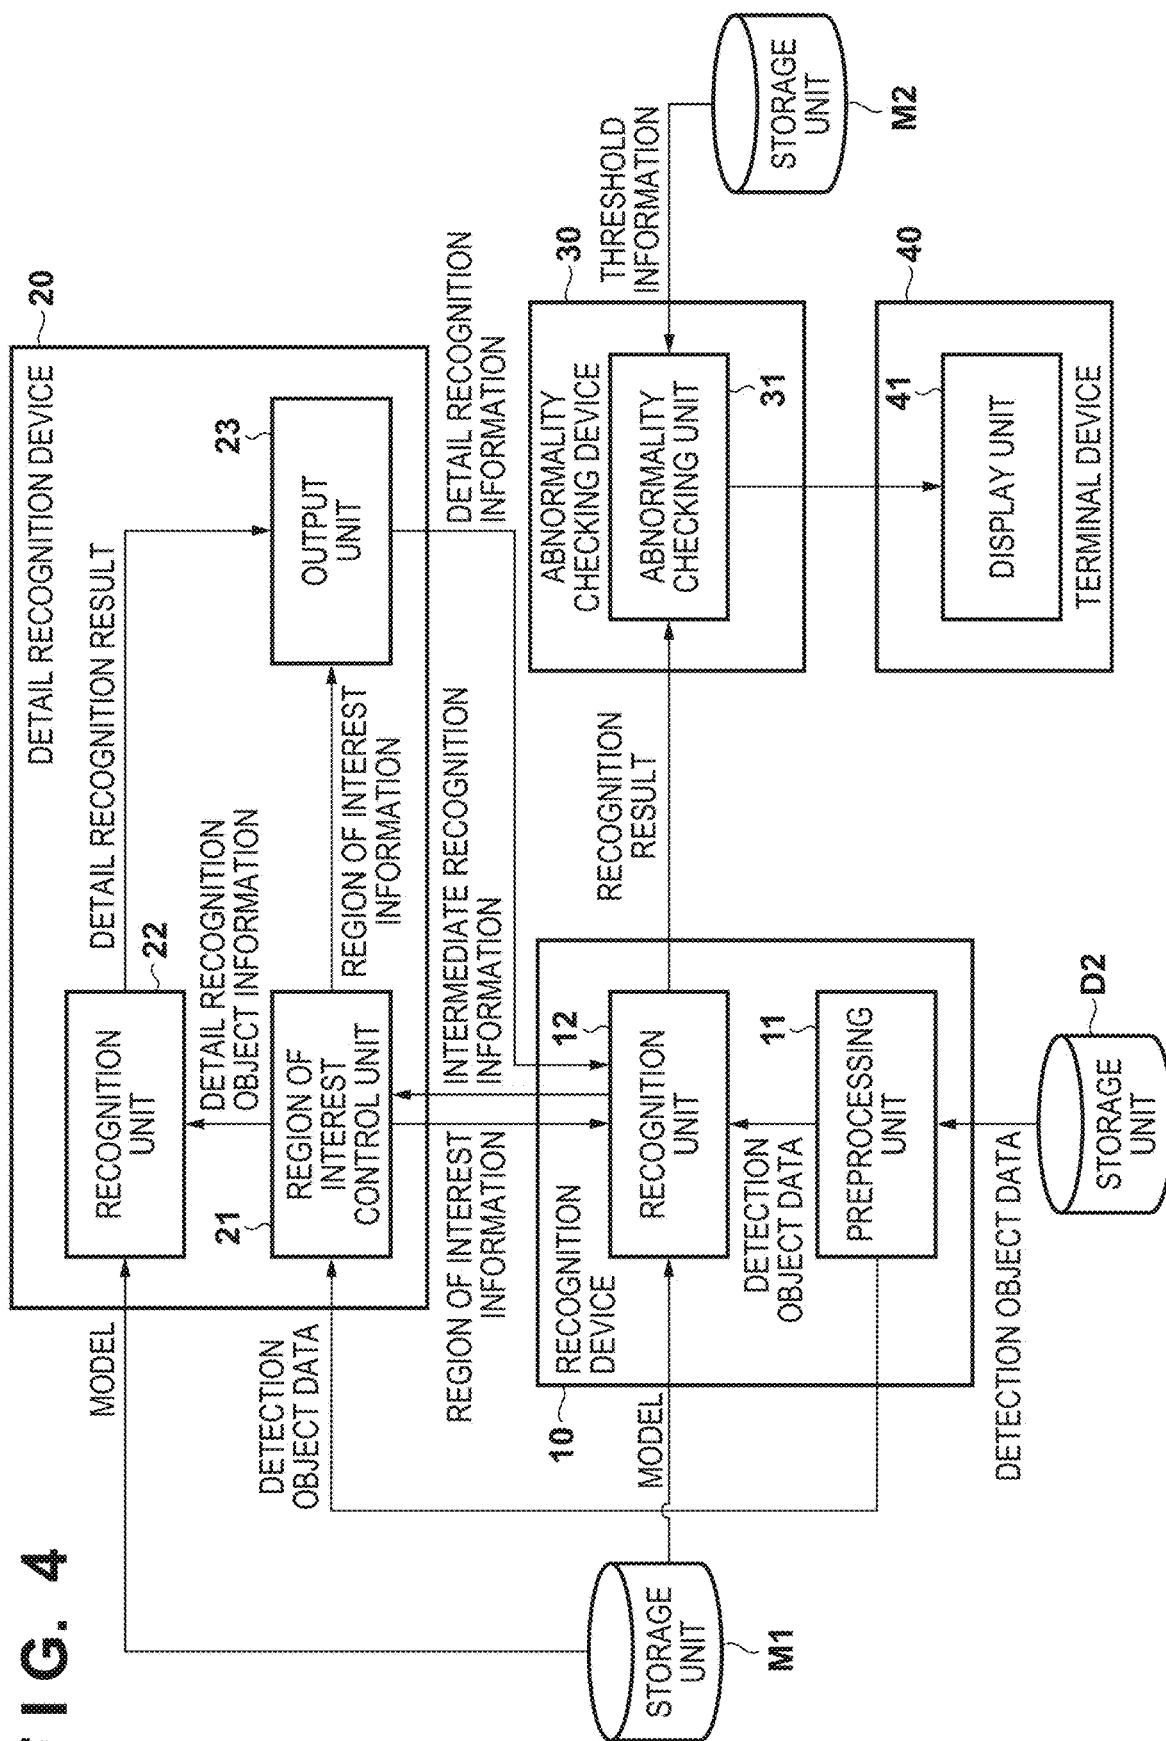 FIG. 4
DETAIL RECOGNITION DEVICE
20
MODEL
RECOGNITION
UNIT
22
DETAIL RECOGNITION RESULT
DETAIL RECOGNITION
OBJECT INFORMATION
21
REGION OF
INTEREST
CONTROL UNIT
REGION OF INTEREST
INFORMATION
OUTPUT
UNIT
23
DETECTION
OBJECT DATA
REGION OF INTEREST
INFORMATION
INTERMEDIATE RECOGNITION
INFORMATION
DETAIL RECOGNITION
INFORMATION
10
RECOGNITION
DEVICE
STORAGE
UNIT
M1
MODEL
RECOGNITION
UNIT
12
DETECTION
OBJECT DATA
PREPROCESSING
UNIT
11
DETECTION OBJECT DATA
STORAGE
UNIT
D2
RECOGNITION
RESULT
ABNORMALITY
CHECKING DEVICE
30
ABNORMALITY
CHECKING UNIT
31
THRESHOLD
INFORMATION
STORAGE
UNIT
M2
40
41
DISPLAY UNIT
TERMINAL DEVICE